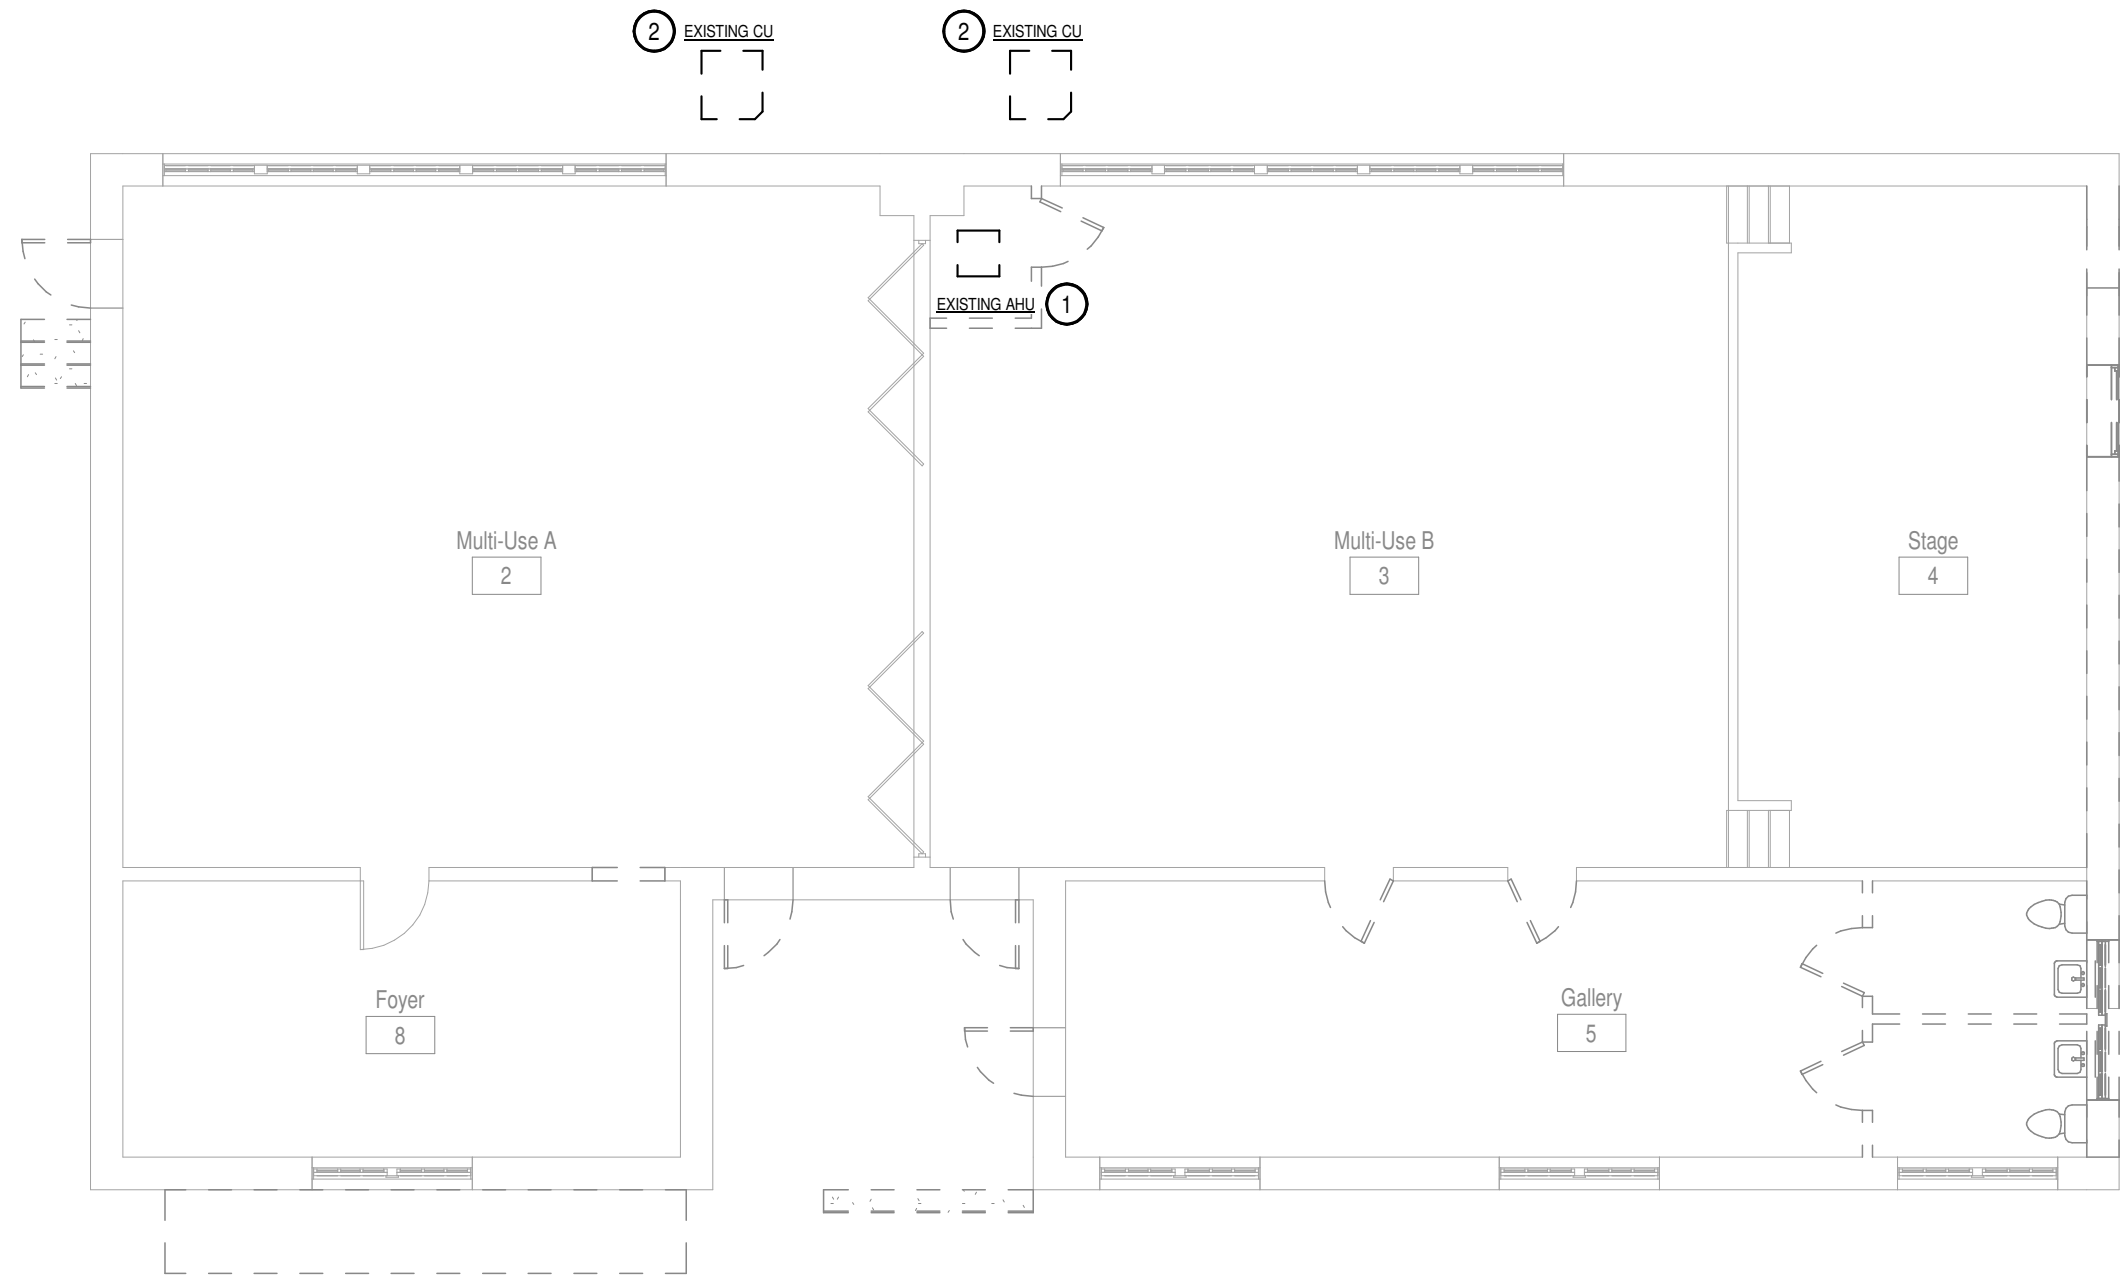 2 EXISTING CU
2 EXISTING CU
EXISTING AHU 1
Multi-Use A
2
Multi-Use B
3
Stage
4
Foyer
8
Gallery
5